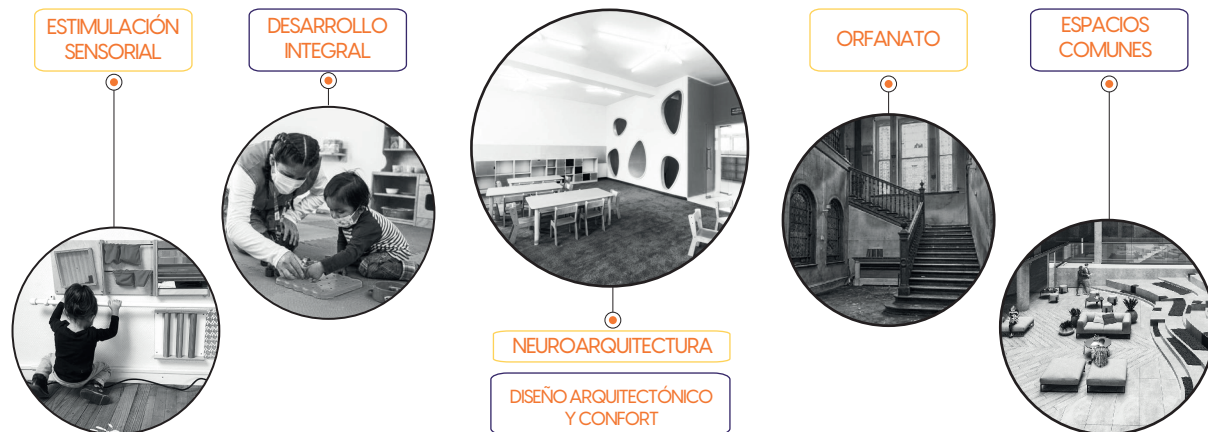 ESTIMULACIÓN
SENSORIAL
DESARROLLO
INTEGRAL
ORFANATO
ESPACIOS
COMUNES
NEUROARQUITECTURA
DISEÑO ARQUITECTÓNICO
Y CONFORT